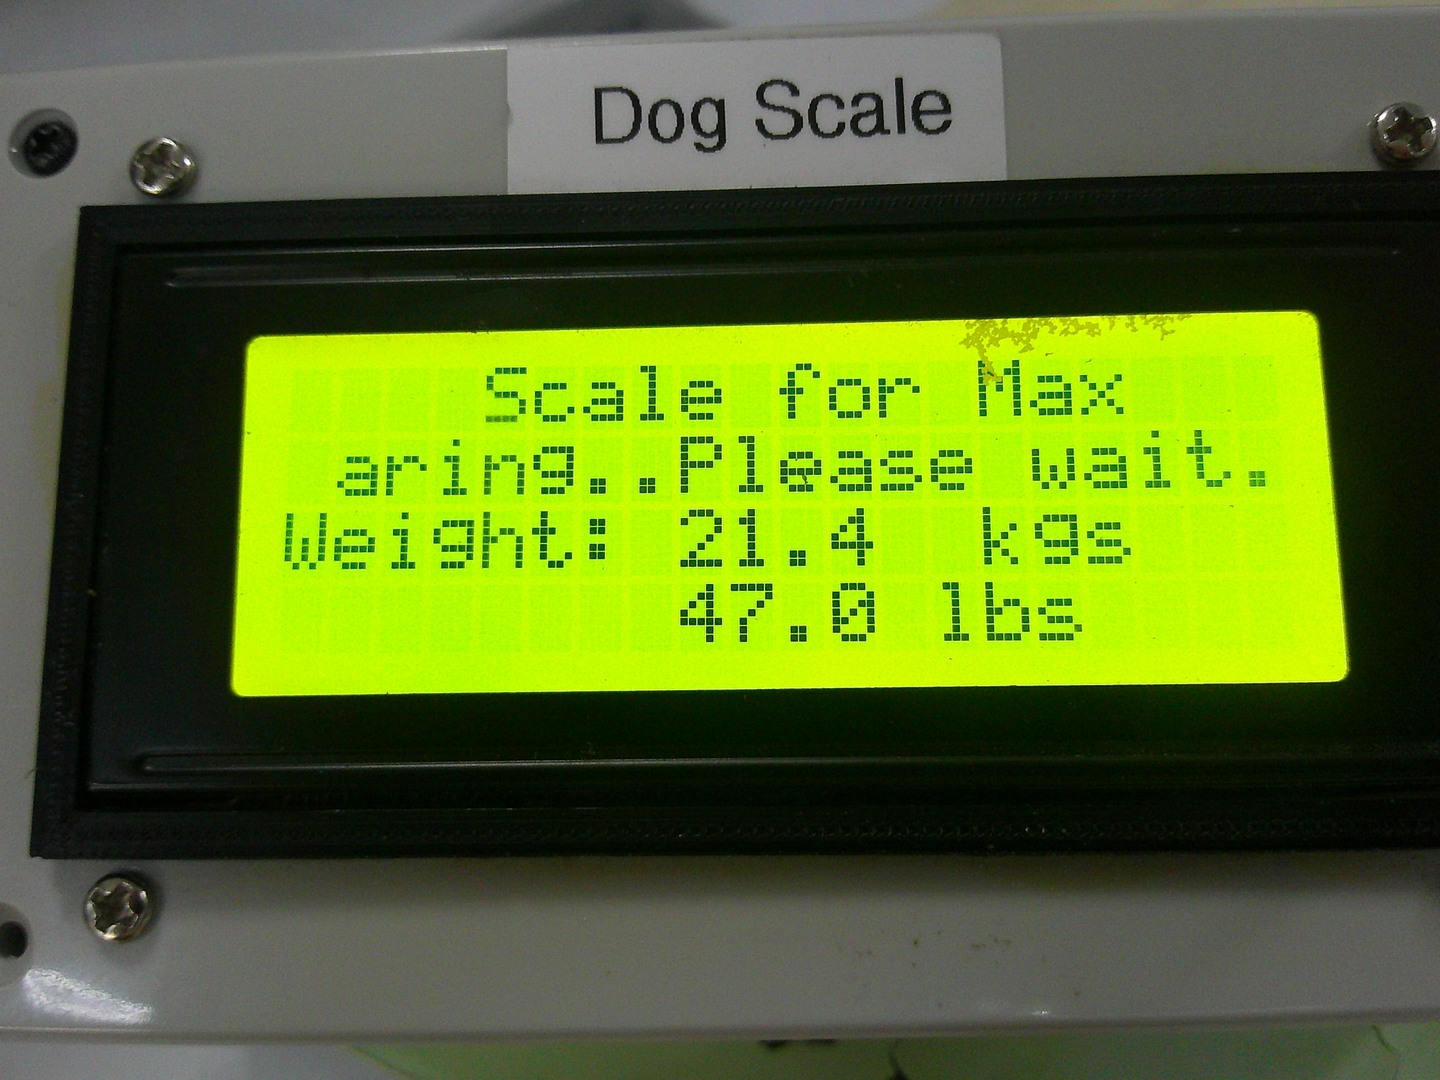 Dog Scale
Scale for Max
aring..Please wait.
Weight: 21.4 kgs
47.0 lbs